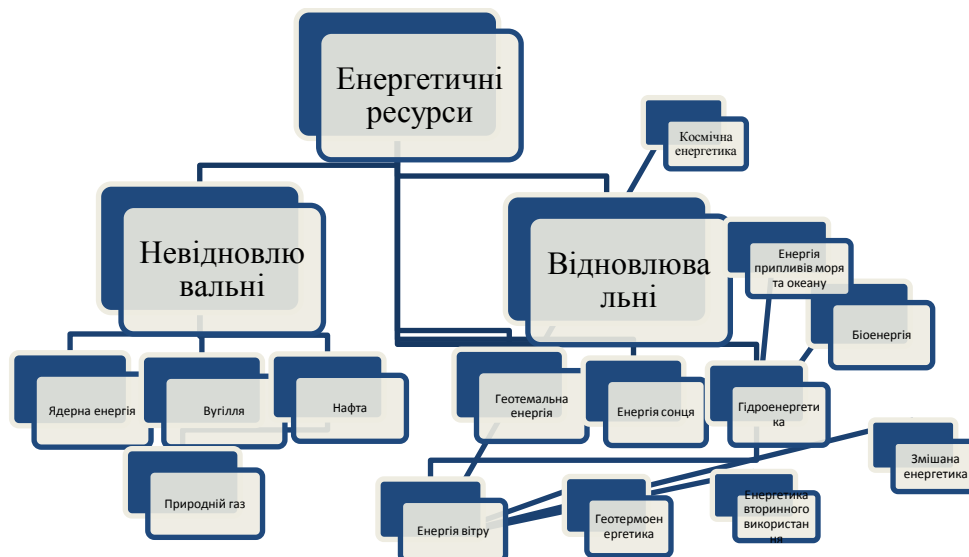 Енергетичні
ресурси
Космічна
енергетика
Невідновлю
вальні
Відновлюва
льні
Енергія
припливів моря
та океану
Біоенергія
Ядерна енергія
Вугілля
Нафта
Геотемальна
енергія
Енергія сонця
Гідроенергети
ка
Природній газ
Енергія вітру
Геотермоен
ергетика
Енергетика
вторинного
використан
ня
Змішана
енергетика